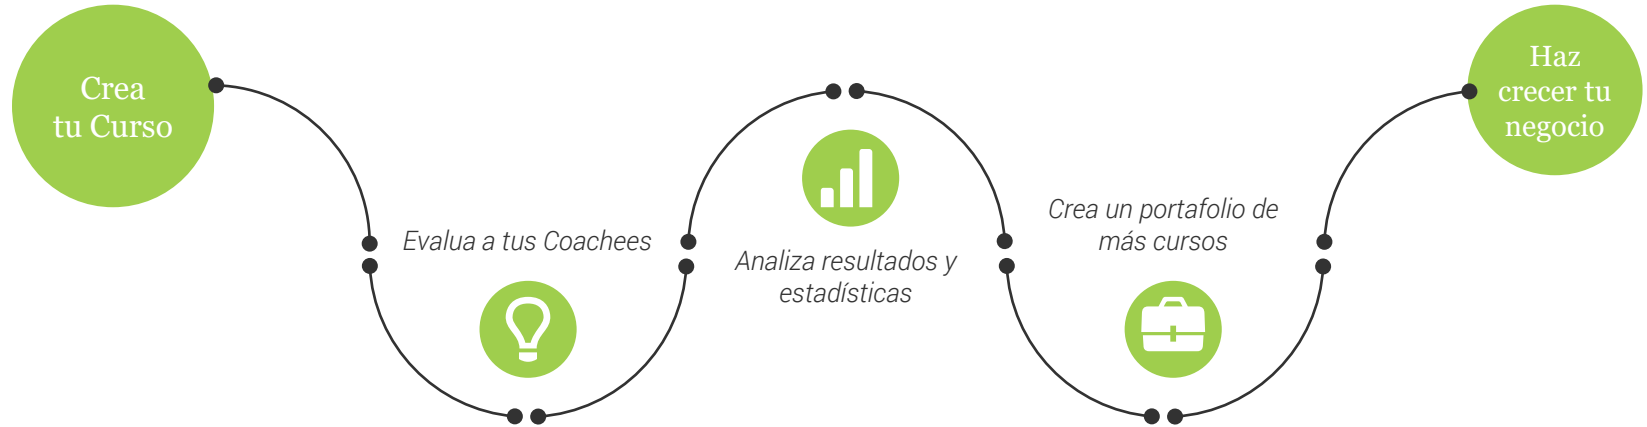 Crea
tu Curso
Evalua a tus Coachees
Analiza resultados y
estadísticas
Crea un portafolio de
más cursos
Haz
crecer tu
negocio